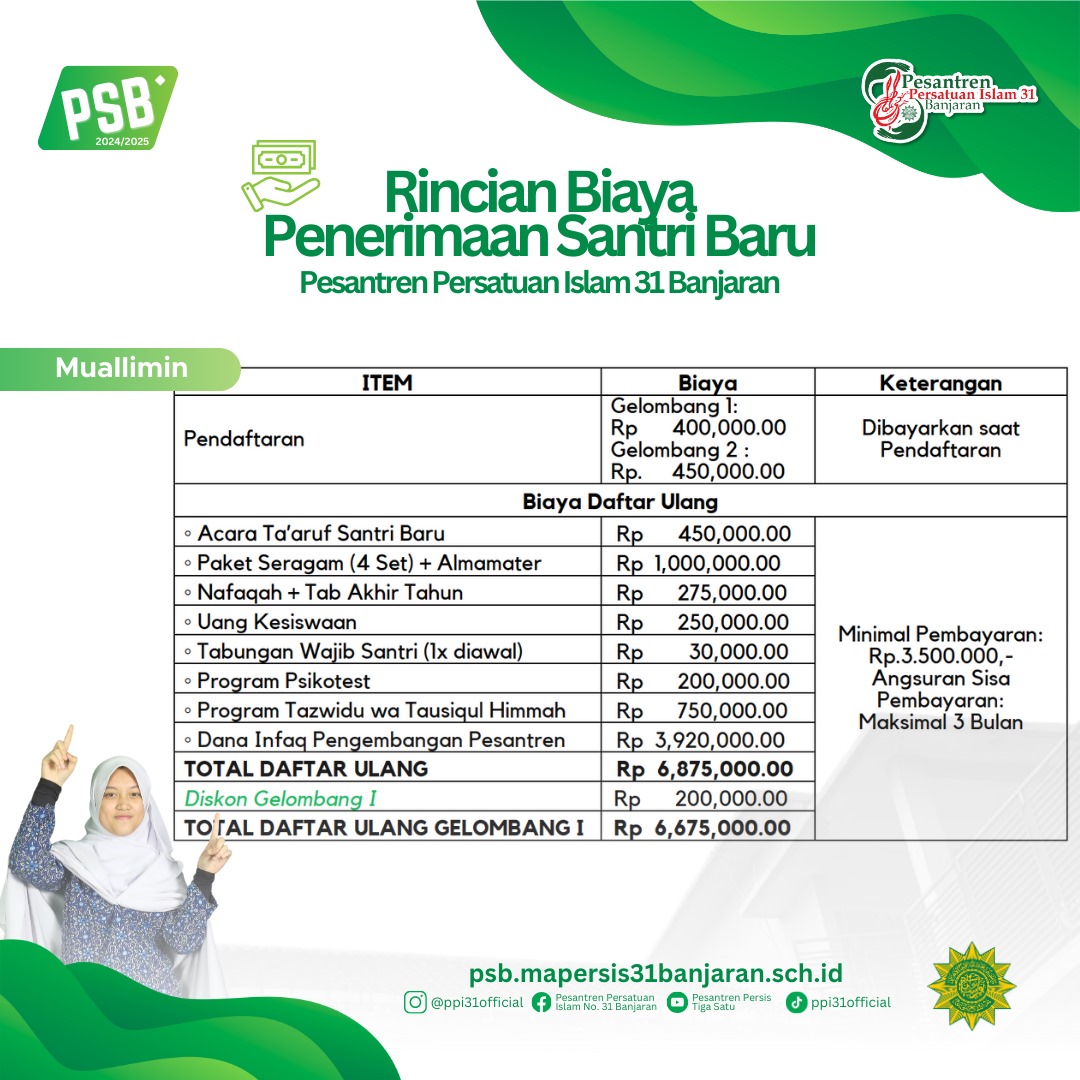 PSB
2024/2025
Pesantren
Persatuan Islam 31
Banjaran
Rincian Biaya
Penerimaan Santri Baru
Pesantren Persatuan Islam 31 Banjaran
Muallimin
ITEM Biaya Keterangan
Pendaftaran
Gelombang 1:
Rp 400,000.00
Gelombang 2 :
Rp. 450,000.00
Dibayarkan saat
Pendaftaran
Biaya Daftar Ulang
◦ Acara Ta’aruf Santri Baru Rp 450,000.00
◦ Paket Seragam (4 Set) + Almamater Rp 1,000,000.00
◦ Nafaqah + Tab Akhir Tahun Rp 275,000.00
◦ Uang Kesiswaan Rp 250,000.00
◦ Tabungan Wajib Santri (1x diawal) Rp 30,000.00
◦ Program Psikotest Rp 200,000.00
◦ Program Tazwidu wa Tausiqul Himmah Rp 750,000.00
◦ Dana Infaq Pengembangan Pesantren Rp 3,920,000.00
TOTAL DAFTAR ULANG Rp 6,875,000.00
Diskon Gelombang I Rp 200,000.00
TOTAL DAFTAR ULANG GELOMBANG I Rp 6,675,000.00
Minimal Pembayaran:
Rp.3.500.000,-
Angsuran Sisa
Pembayaran:
Maksimal 3 Bulan
psb.mapersis31banjaran.sch.id
@ppi31official
Pesantren Persatuan
Islam No. 31 Banjaran
Pesantren Persis
Tiga Satu
ppi31official